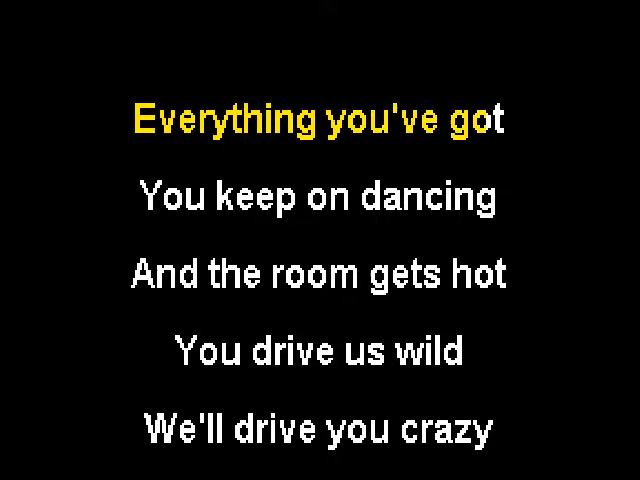 Everything you've got
You keep on dancing
And the room gets hot
You drive us wild
We'll drive you crazy